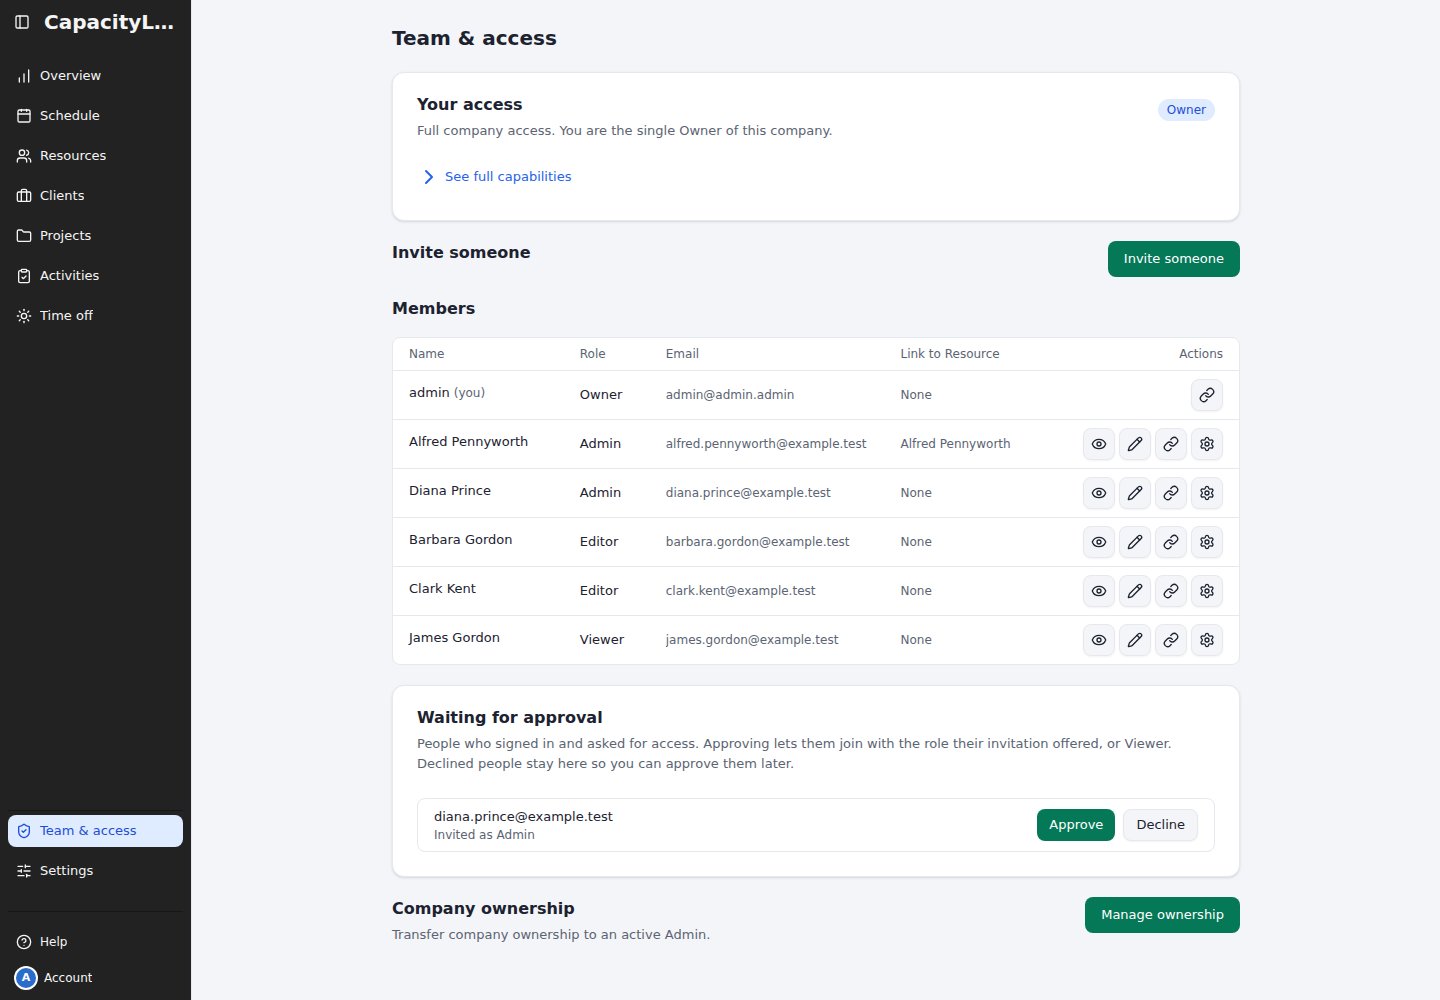 CapacityL…
Overview
Schedule
Resources
Clients
Projects
Activities
Time off
Team & access
Settings
Help
A Account
Team & access
Your access
Owner
Full company access. You are the single Owner of this company.
See full capabilities
Invite someone
Invite someone
Members
Name Role Email Link to Resource Actions
admin (you) Owner admin@admin.admin None
Alfred Pennyworth Admin alfred.pennyworth@example.test Alfred Pennyworth
Diana Prince Admin diana.prince@example.test None
Barbara Gordon Editor barbara.gordon@example.test None
Clark Kent Editor clark.kent@example.test None
James Gordon Viewer james.gordon@example.test None
Waiting for approval
People who signed in and asked for access. Approving lets them join with the role their invitation offered, or Viewer.
Declined people stay here so you can approve them later.
diana.prince@example.test
Invited as Admin
Approve Decline
Company ownership
Manage ownership
Transfer company ownership to an active Admin.